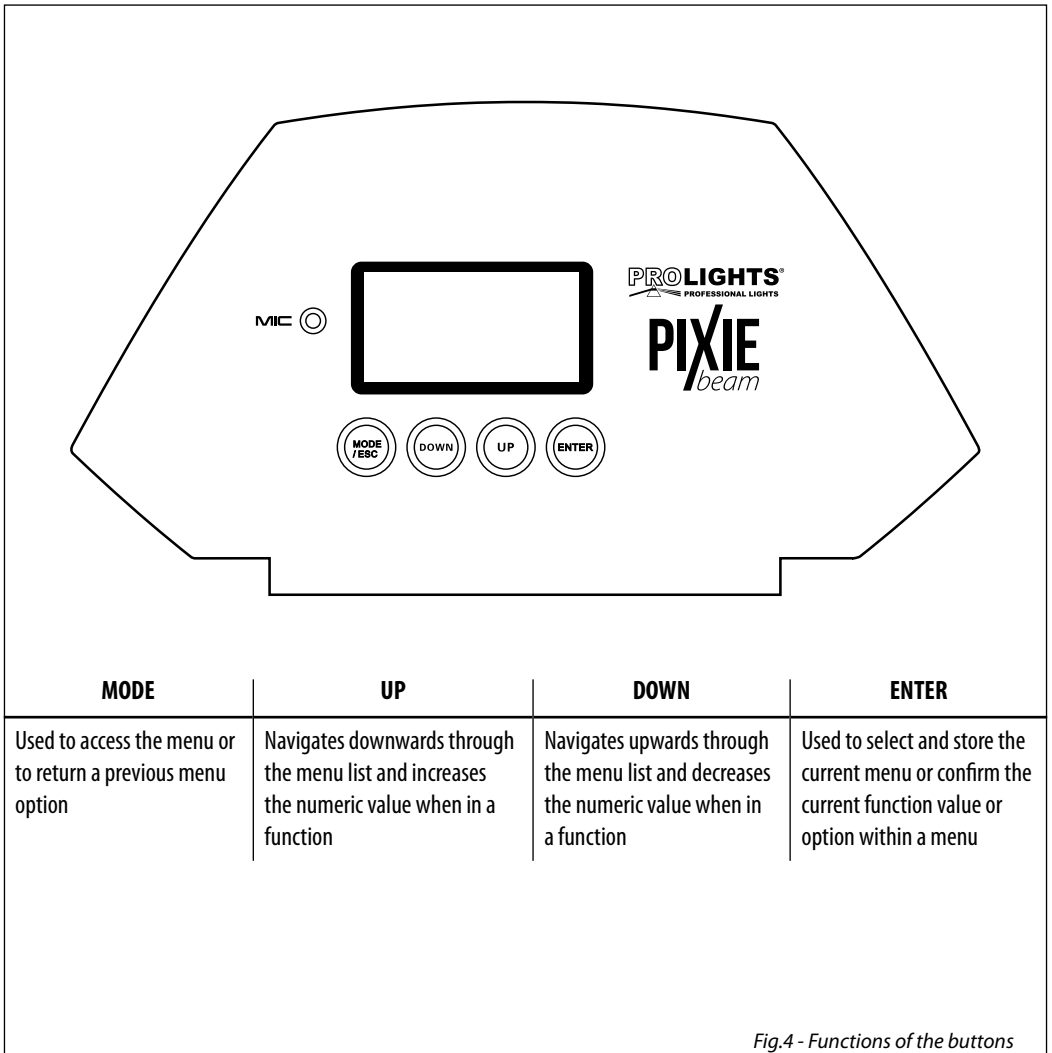 PROLIGHTS®
PROFESSIONAL LIGHTS
MIC
PIXIE
beam
MODE
/ESC
DOWN
UP
ENTER
MODE
Used to access the menu or
to return a previous menu
option
UP
Navigates downwards through
the menu list and increases
the numeric value when in a
function
DOWN
Navigates upwards through
the menu list and decreases
the numeric value when in
a function
ENTER
Used to select and store the
current menu or confirm the
current function value or
option within a menu
Fig.4 - Functions of the buttons